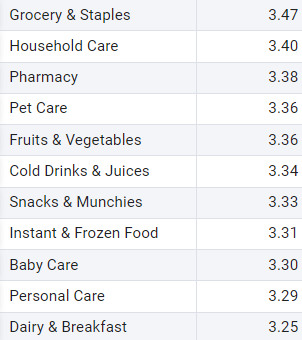 Grocery & Staples 3.47
Household Care 3.40
Pharmacy 3.38
Pet Care 3.36
Fruits & Vegetables 3.36
Cold Drinks & Juices 3.34
Snacks & Munchies 3.33
Instant & Frozen Food 3.31
Baby Care 3.30
Personal Care 3.29
Dairy & Breakfast 3.25